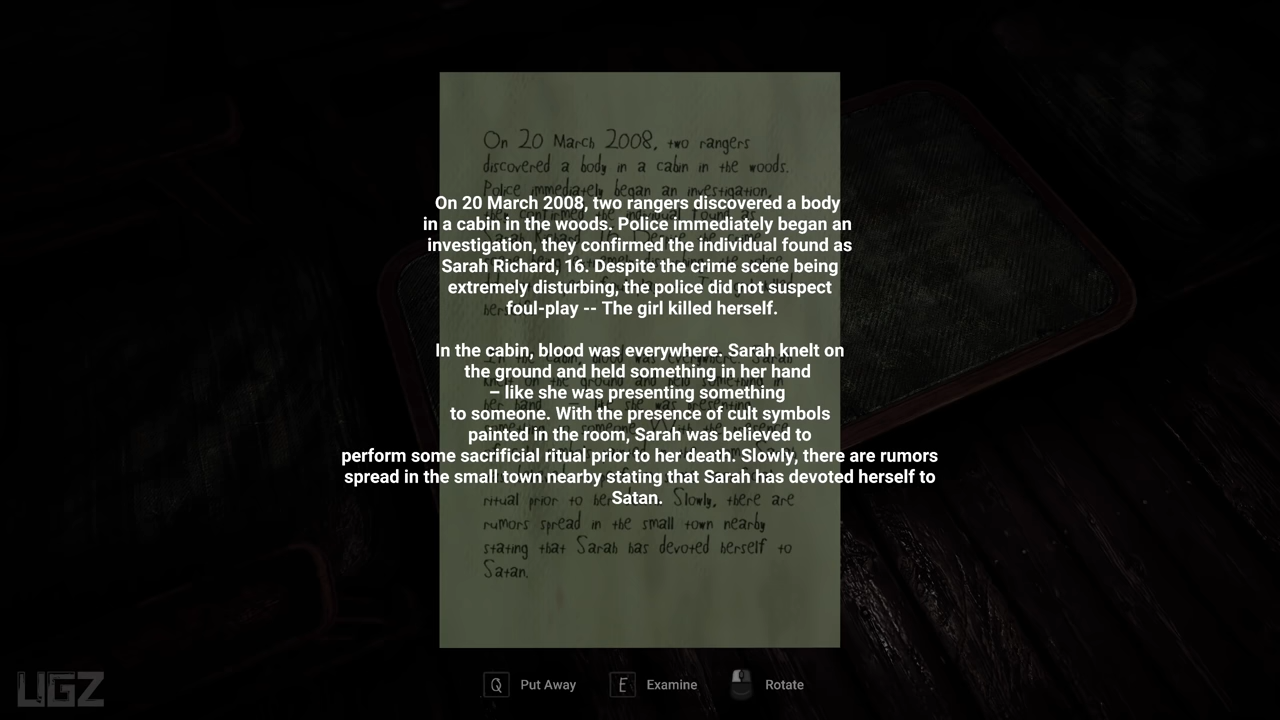 On 20 March 2008, two rangers
discovered a body in a cabin in the woods.
Police immediately began an investigation,
On 20 March 2008, two rangers discovered a body
in a cabin in the woods. Police immediately began an
investigation, they confirmed the individual found as
Sarah Richard, 16. Despite the crime scene being
extremely disturbing, the police did not suspect
foul-play -- The girl killed herself.
In the cabin, blood was everywhere. Sarah knelt on
the ground and held something in her hand
– like she was presenting something
to someone. With the presence of cult symbols
painted in the room, Sarah was believed to
perform some sacrificial ritual prior to her death. Slowly, there are rumors
spread in the small town nearby stating that Sarah has devoted herself to
Satan.
ritual prior to her Slowly, there are
rumors spread in the small town nearby
stating that Sarah has devoted herself to
Satan.
UGZ
Q Put Away E Examine Rotate